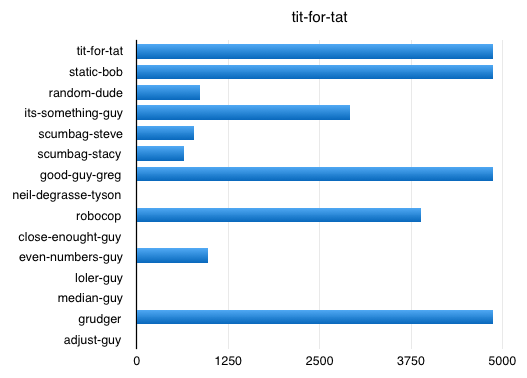 tit-for-tat
tit-for-tat
static-bob
random-dude
its-something-guy
scumbag-steve
scumbag-stacy
good-guy-greg
neil-degrasse-tyson
robocop
close-enought-guy
even-numbers-guy
loler-guy
median-guy
grudger
adjust-guy
0 1250 2500 3750 5000